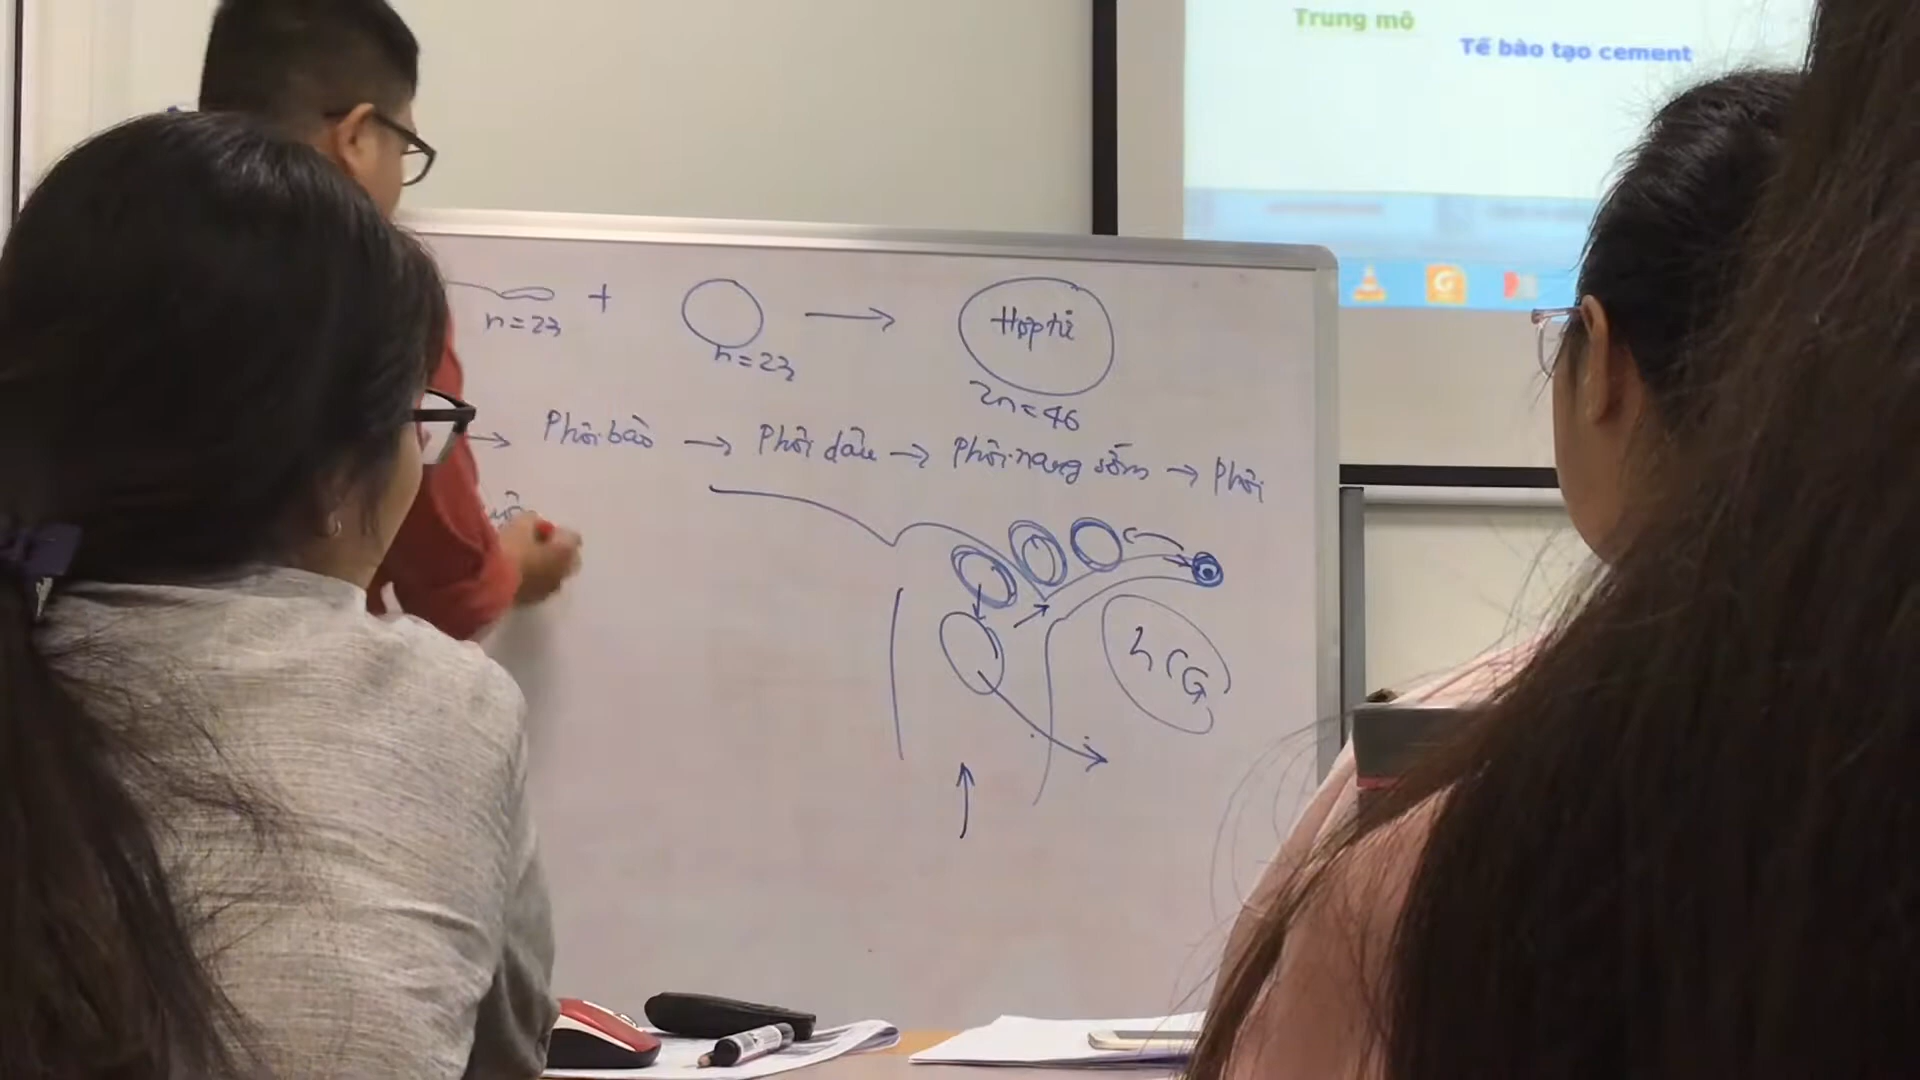 Trung mô
Tế bào tạo cement
+
n=23
n=23
Hợp tử
2n=46
→ Phôi bào → Phôi dâu → Phôi nang sớm → Phôi
hCG